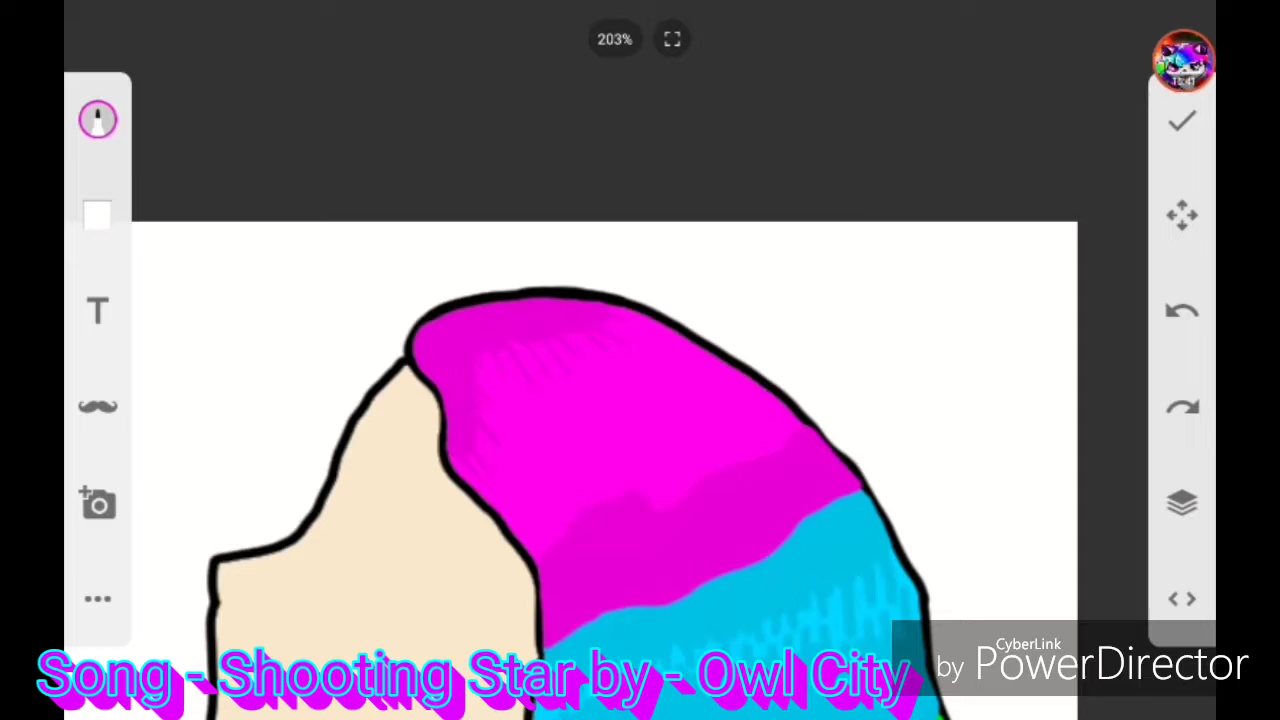 203%
T
Song - Shooting Star by - Owl City
CyberLink
by PowerDirector